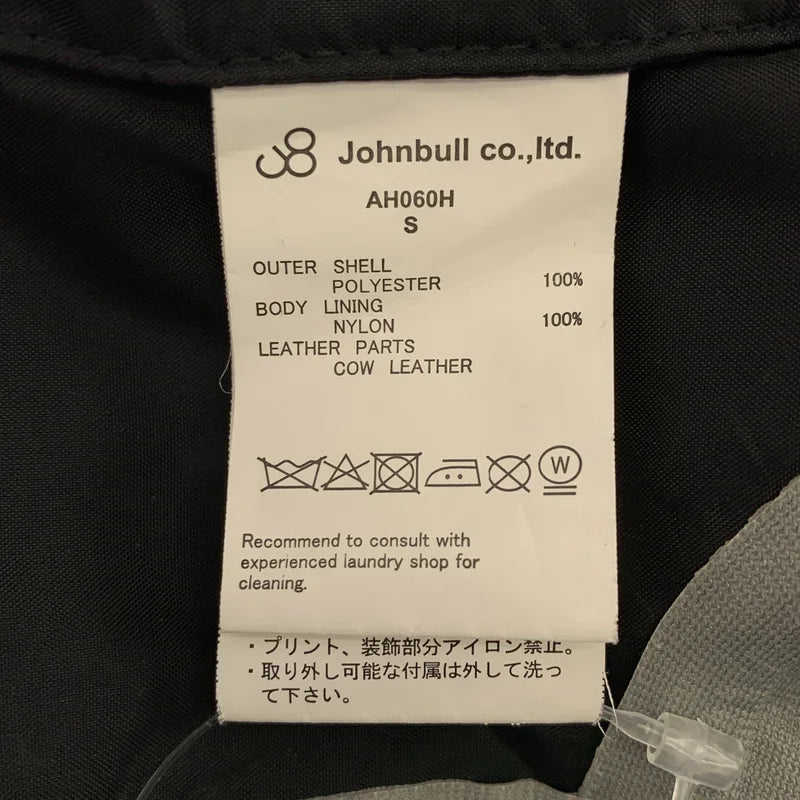 Johnbull co.,ltd.
AH060H
S
OUTER SHELL
POLYESTER 100%
BODY LINING
NYLON 100%
LEATHER PARTS
COW LEATHER
W
Recommend to consult with
experienced laundry shop for
cleaning.
・プリント、装飾部分アイロン禁止。
・取り外し可能な付属は外して洗っ
て下さい。